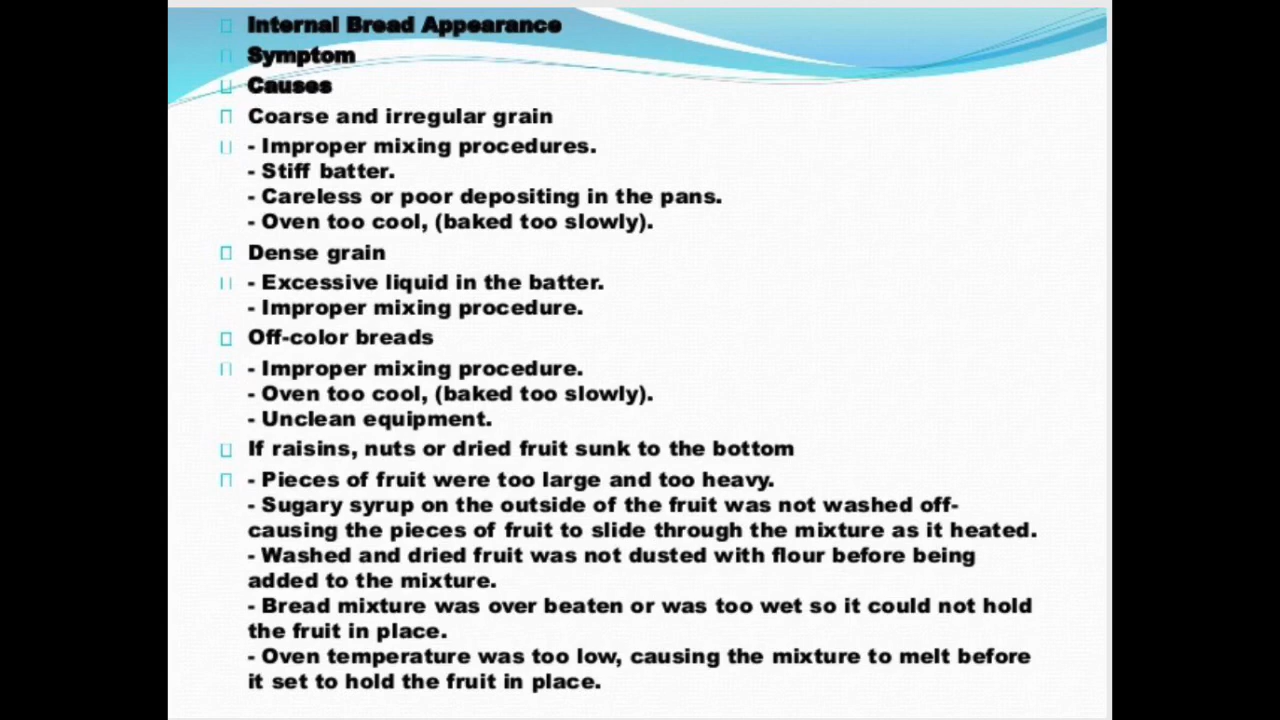 Internal Bread Appearance
Symptom
Causes
Coarse and irregular grain
- Improper mixing procedures.
- Stiff batter.
- Careless or poor depositing in the pans.
- Oven too cool, (baked too slowly).
Dense grain
- Excessive liquid in the batter.
- Improper mixing procedure.
Off-color breads
- Improper mixing procedure.
- Oven too cool, (baked too slowly).
- Unclean equipment.
If raisins, nuts or dried fruit sunk to the bottom
- Pieces of fruit were too large and too heavy.
- Sugary syrup on the outside of the fruit was not washed off-
causing the pieces of fruit to slide through the mixture as it heated.
- Washed and dried fruit was not dusted with flour before being
added to the mixture.
- Bread mixture was over beaten or was too wet so it could not hold
the fruit in place.
- Oven temperature was too low, causing the mixture to melt before
it set to hold the fruit in place.